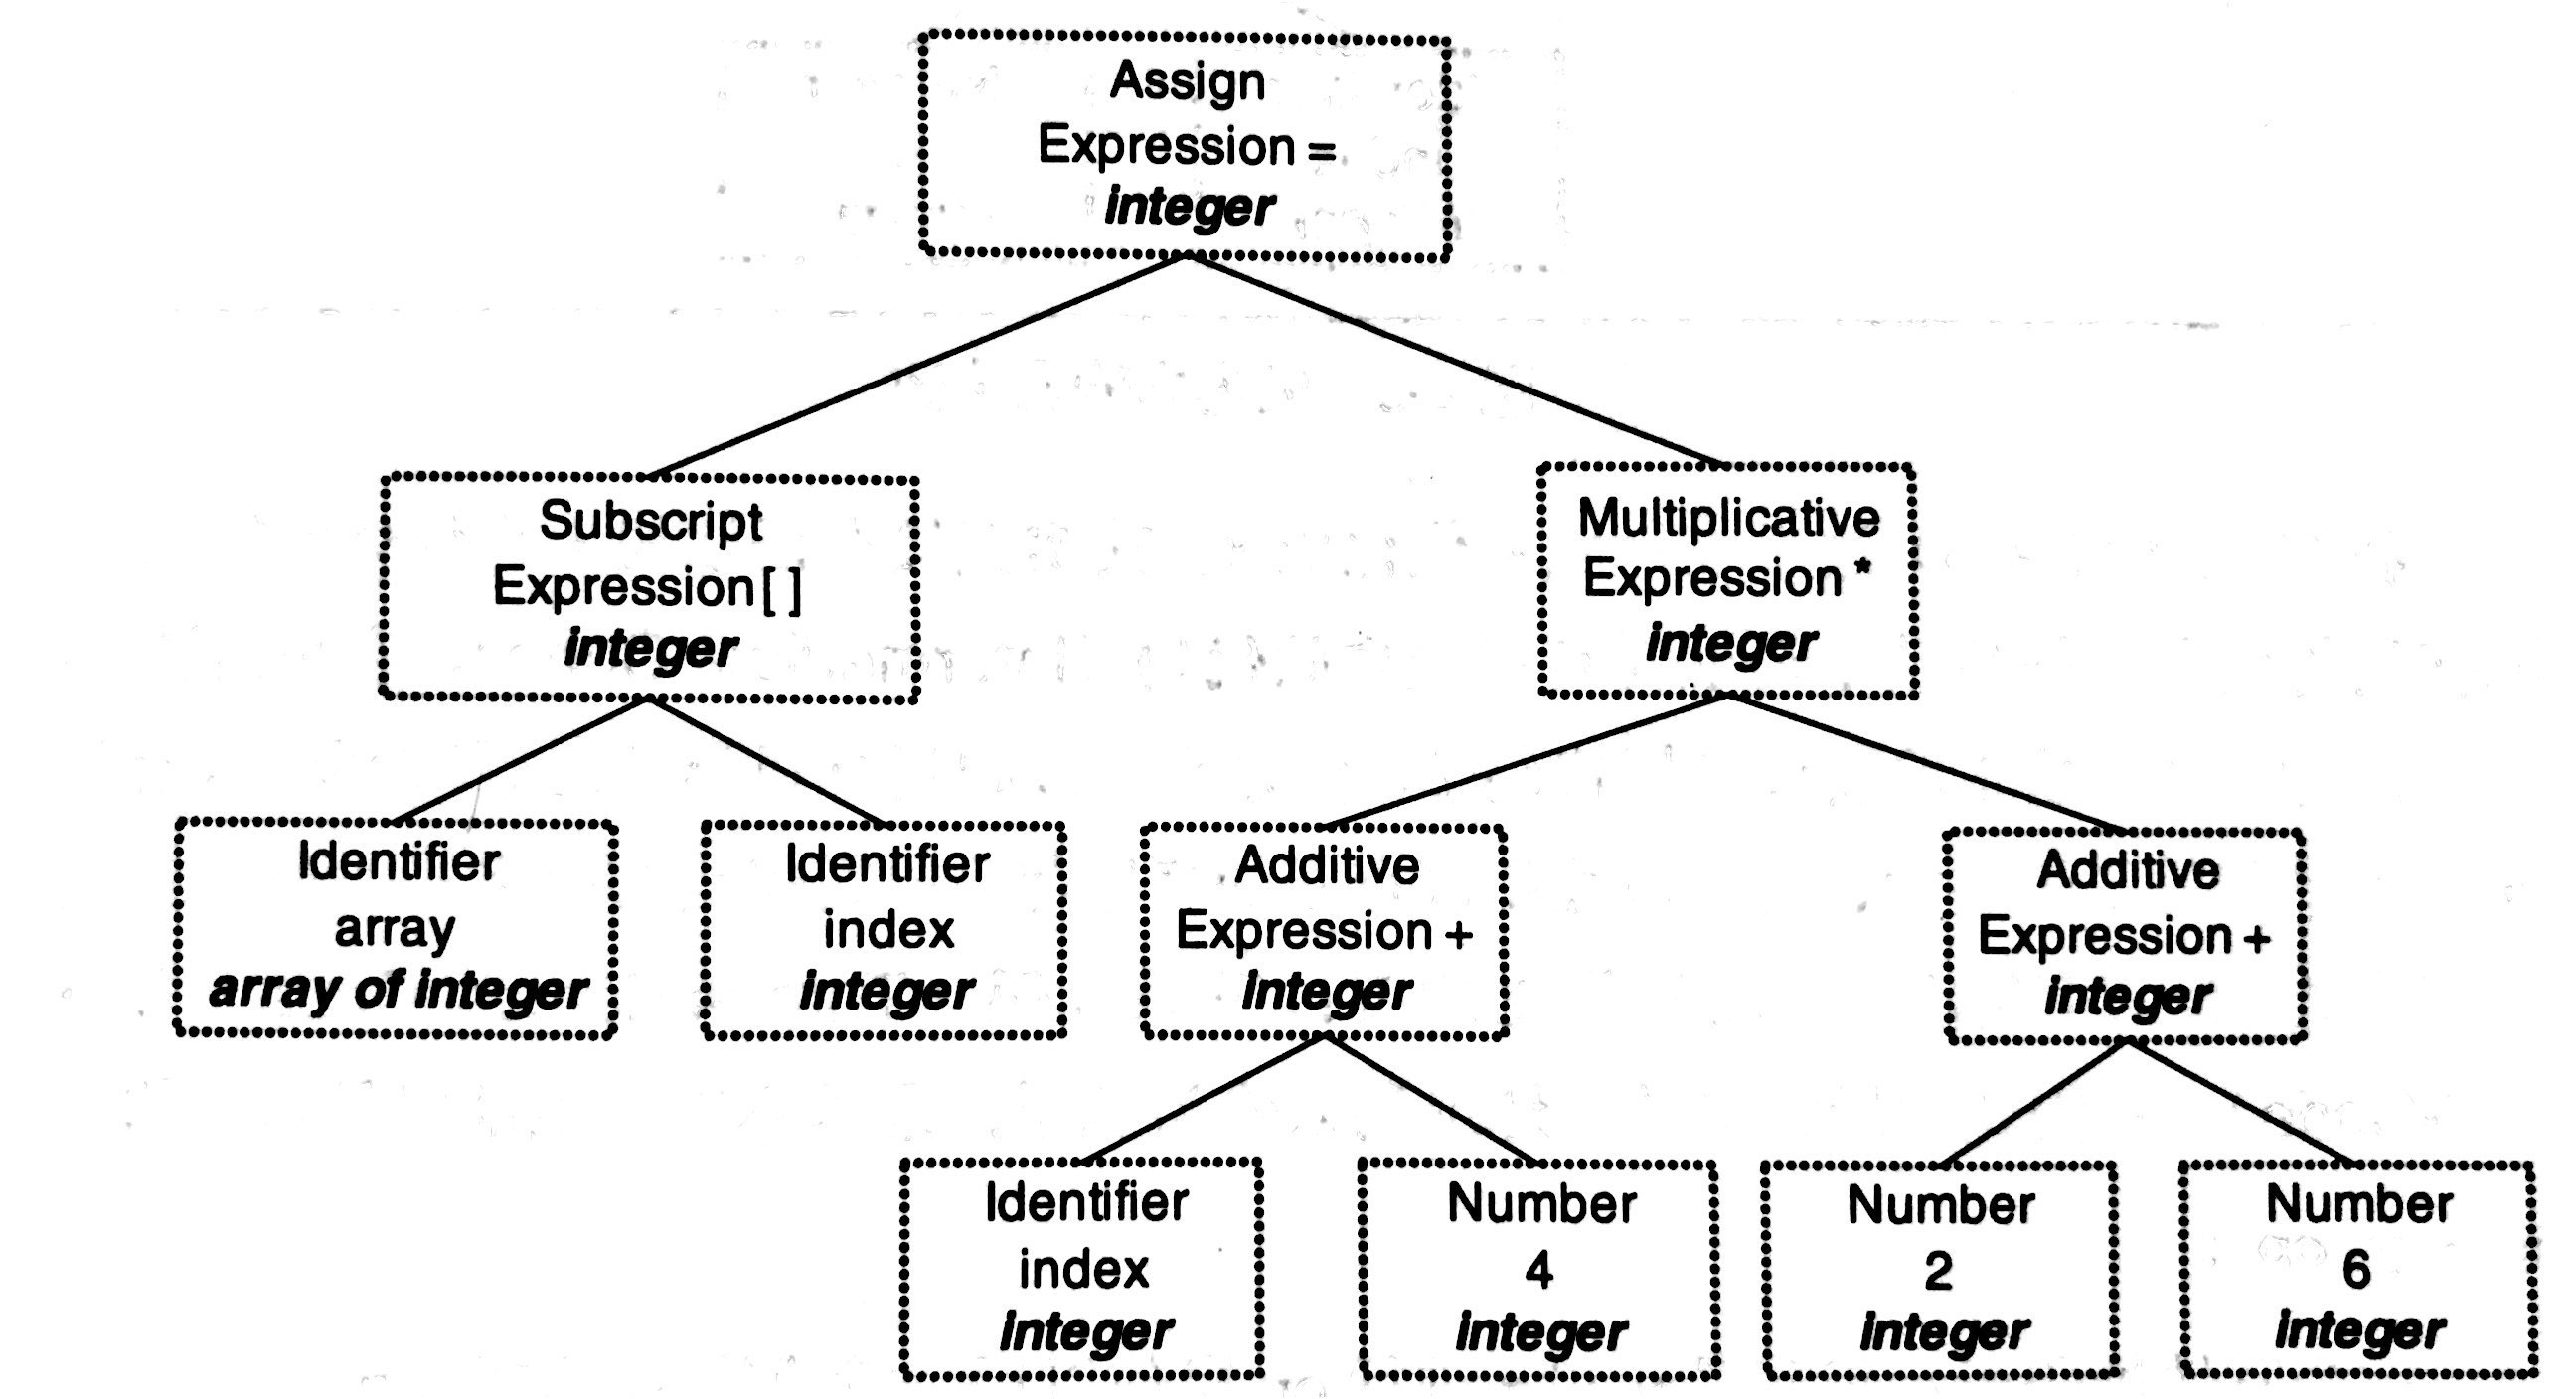 Assign
Expression =
integer
Subscript
Expression [ ]
integer
Multiplicative
Expression *
integer
Identifier
array
array of integer
Identifier
index
integer
Additive
Expression +
integer
Additive
Expression +
integer
Identifier
index
integer
Number
4
integer
Number
2
integer
Number
6
integer